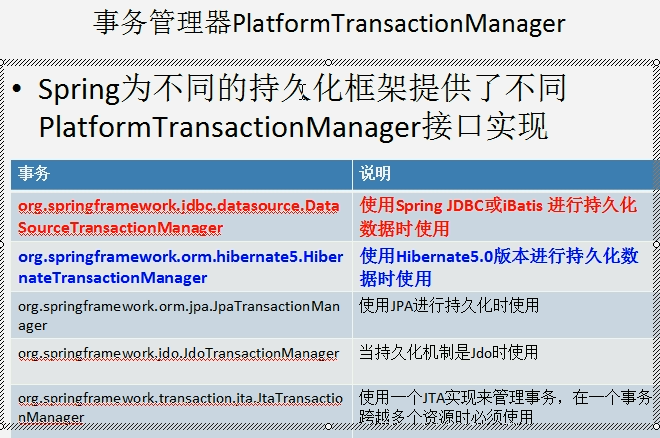 事务管理器PlatformTransactionManager
• Spring为不同的持久化框架提供了不同
PlatformTransactionManager接口实现
事务
说明
org.springframework.jdbc.datasource.Data
SourceTransactionManager
使用Spring JDBC或iBatis 进行持久化
数据时使用
org.springframework.orm.hibernate5.Hiber
nateTransactionManager
使用Hibernate5.0版本进行持久化数
据时使用
org.springframework.orm.jpa.JpaTransactionMan
ager
使用JPA进行持久化时使用
org.springframework.jdo.JdoTransactionManager
当持久化机制是Jdo时使用
org.springframework.transaction.jta.JtaTransactio
nManager
使用一个JTA实现来管理事务，在一个事务
跨越多个资源时必须使用